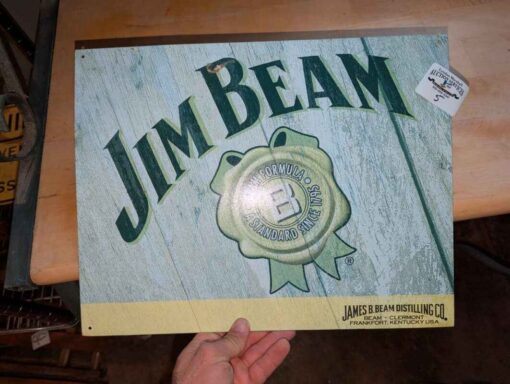 JIM BEAM
FORMULA
STANDARD SINCE 1795
B
®
JAMES B. BEAM DISTILLING CO.
BEAM - CLERMONT
FRANKFORT, KENTUCKY USA